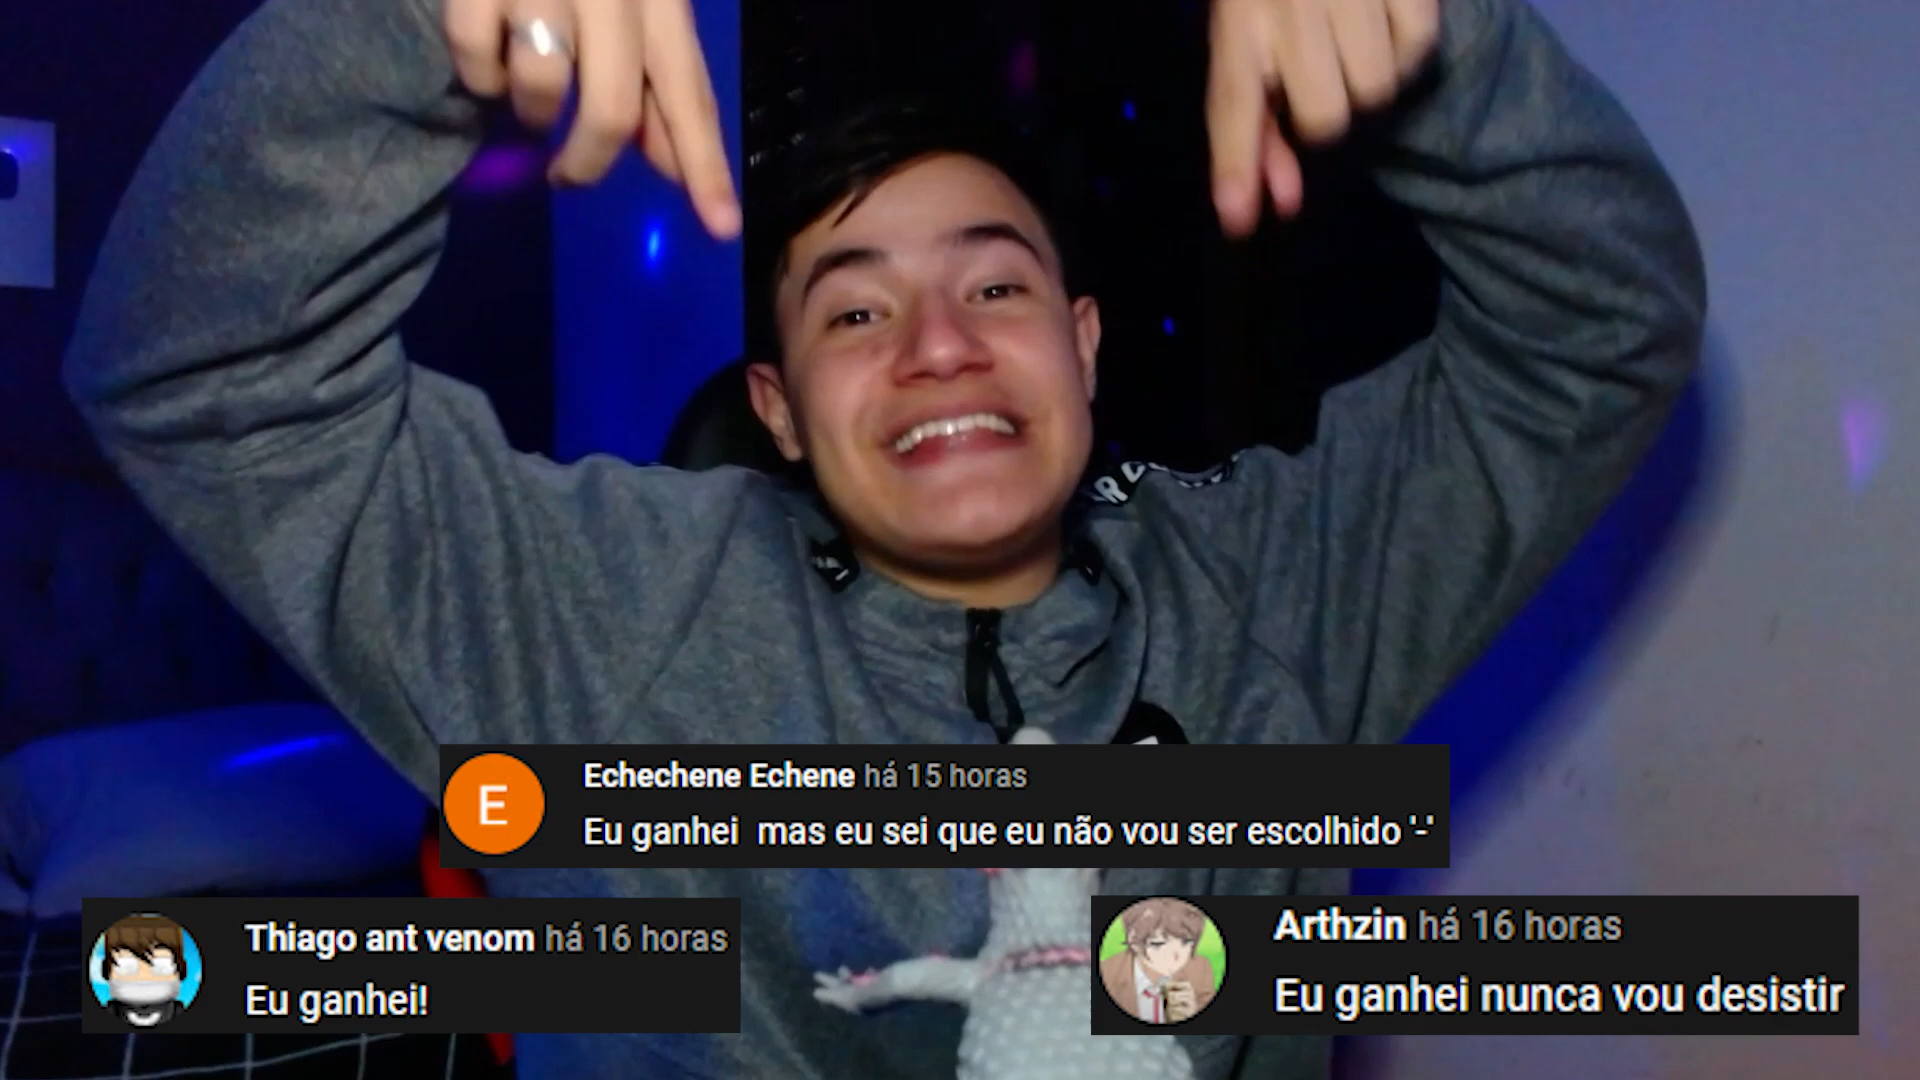 Echechene Echene há 15 horas
Eu ganhei  mas eu sei que eu não vou ser escolhido '-'
E
Thiago ant venom há 16 horas
Eu ganhei!
Arthzin há 16 horas
Eu ganhei nunca vou desistir